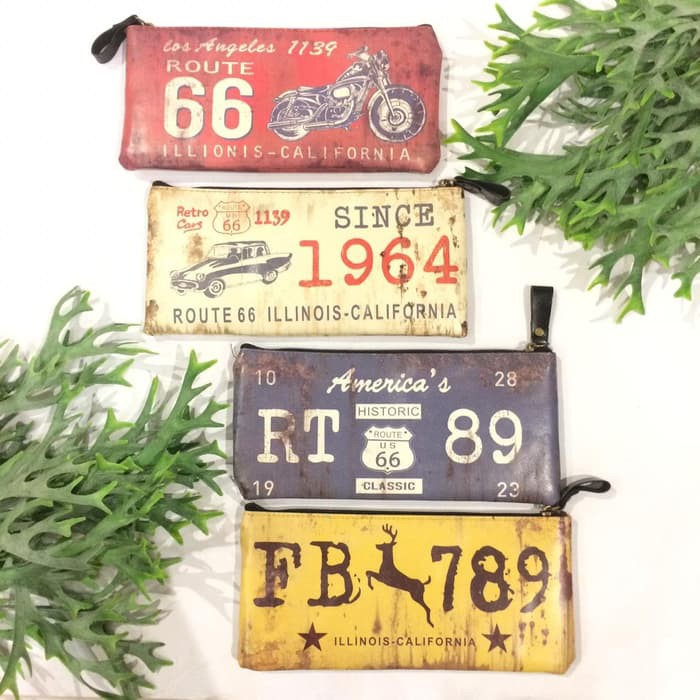 Los Angeles 1139
ROUTE
66
ILLIONIS-CALIFORNIA
Retro
Cars
ROUTE
US
66
1139
SINCE
1964
ROUTE 66 ILLINOIS-CALIFORNIA
10 America's 28
HISTORIC
RT
ROUTE
US
66
89
19 CLASSIC 23
FB 789
ILLINOIS-CALIFORNIA